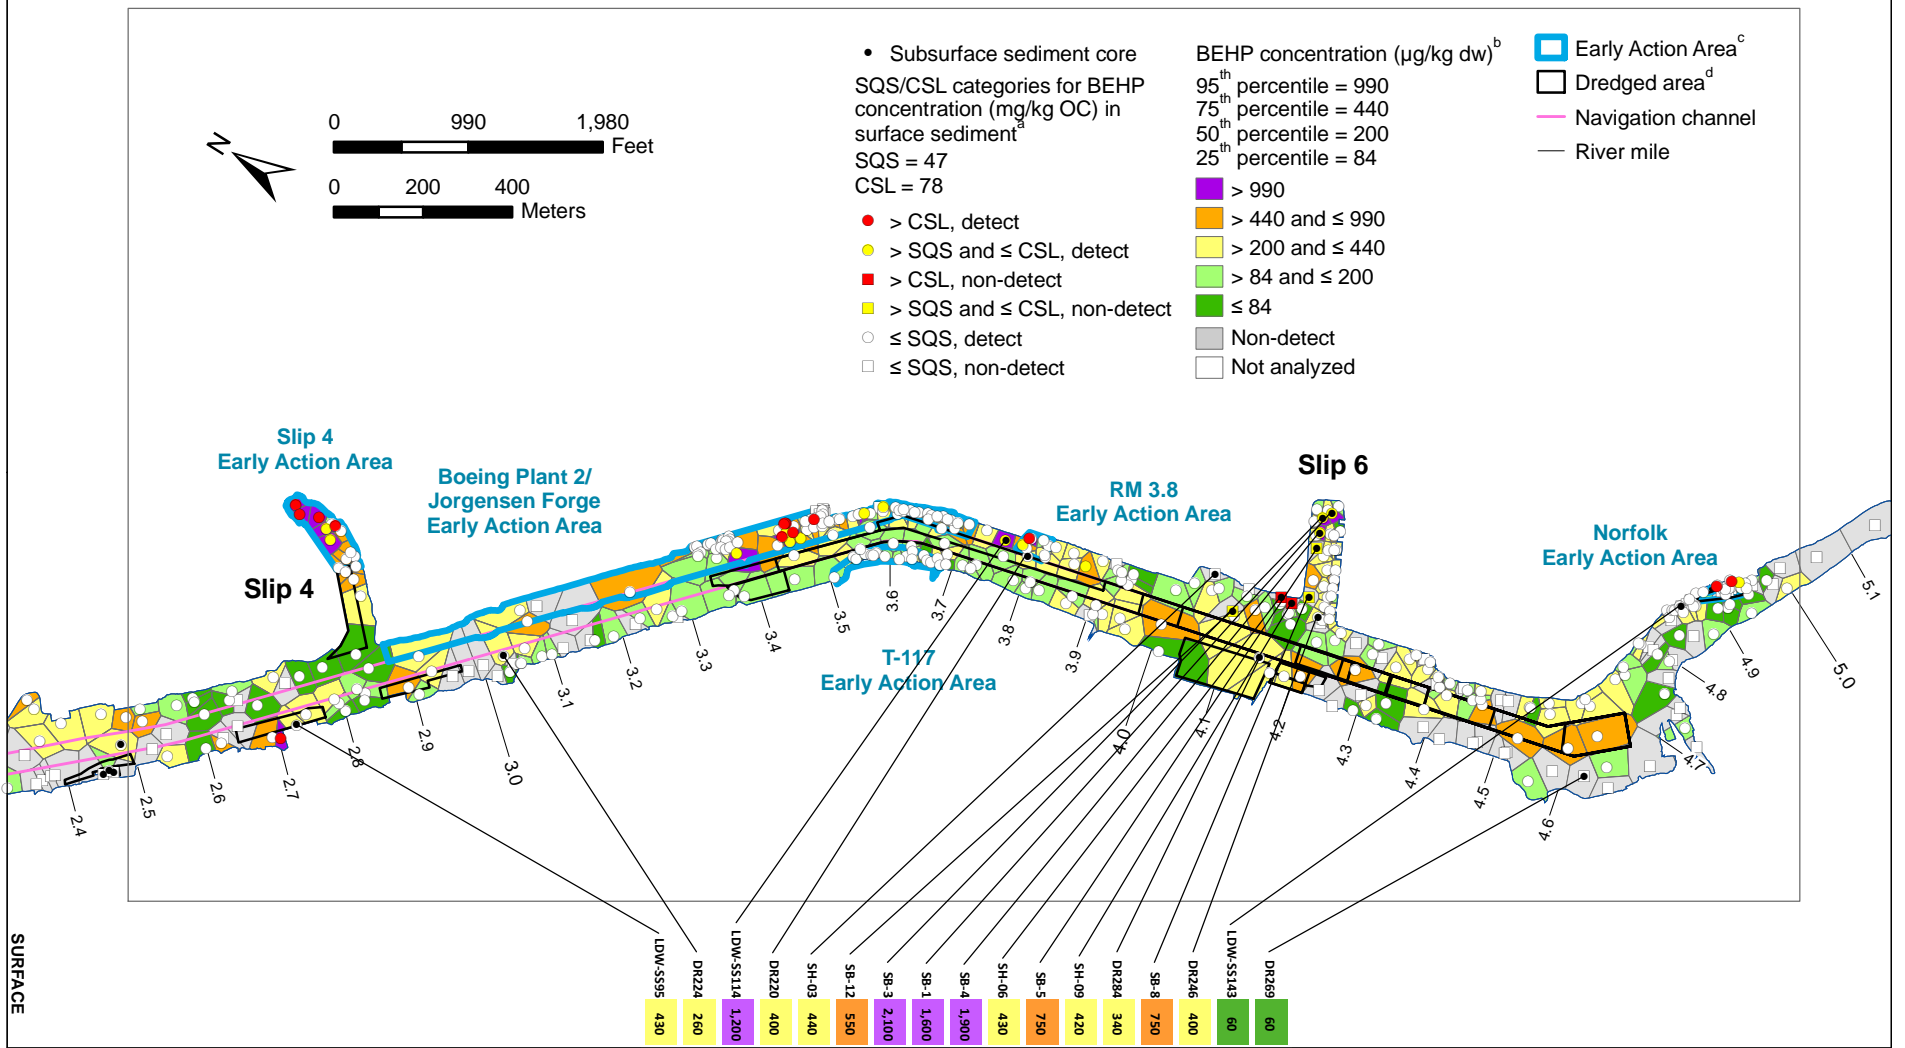 Subsurface sediment core
SQS/CSL categories for BEHP
concentration (mg/kg OC) in
surface sediment a
SQS = 47
CSL = 78
> CSL, detect
> SQS and ≤ CSL, detect
> CSL, non-detect
> SQS and ≤ CSL, non-detect
≤ SQS, detect
≤ SQS, non-detect
BEHP concentration (µg/kg dw) b
95th percentile = 990
75th percentile = 440
50th percentile = 200
25th percentile = 84
> 990
> 440 and ≤ 990
> 200 and ≤ 440
> 84 and ≤ 200
≤ 84
Non-detect
Not analyzed
Early Action Area c
Dredged area d
Navigation channel
River mile
N
0 990 1,980
Feet
0 200 400
Meters
Slip 4
Early Action Area
Boeing Plant 2/
Jorgensen Forge
Early Action Area
Slip 4
RM 3.8
Early Action Area
Slip 6
Norfolk
Early Action Area
T-117
Early Action Area
2.4
2.5
2.6
2.7
2.8
2.9
3.0
3.1
3.2
3.3
3.4
3.5
3.6
3.7
3.8
3.9
4.0
4.1
4.2
4.3
4.4
4.5
4.6
4.7
4.8
4.9
5.0
5.1
SURFACE
LDW-SS95
DR224
LDW-SS114
DR220
SH-03
SB-12
SB-3
SB-1
SB-4
SH-06
SB-5
SH-09
DR284
SB-8
DR246
LDW-SS143
DR269
430
260
1,200
400
440
550
2,100
1,600
1,900
430
750
420
340
750
400
60
60